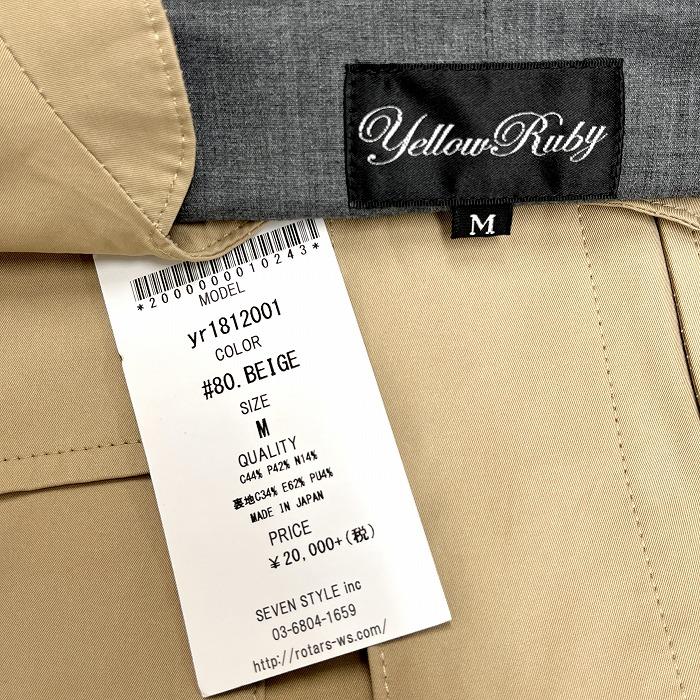 Yellow Ruby
M
*2000000010243*
MODEL
yr1812001
COLOR
#80.BEIGE
SIZE
M
QUALITY
C44% P42% N14%
裏地C34% E62% PU4%
MADE IN JAPAN
PRICE
￥20,000+(税)
SEVEN STYLE inc
03-6804-1659
http://rotars-ws.com/